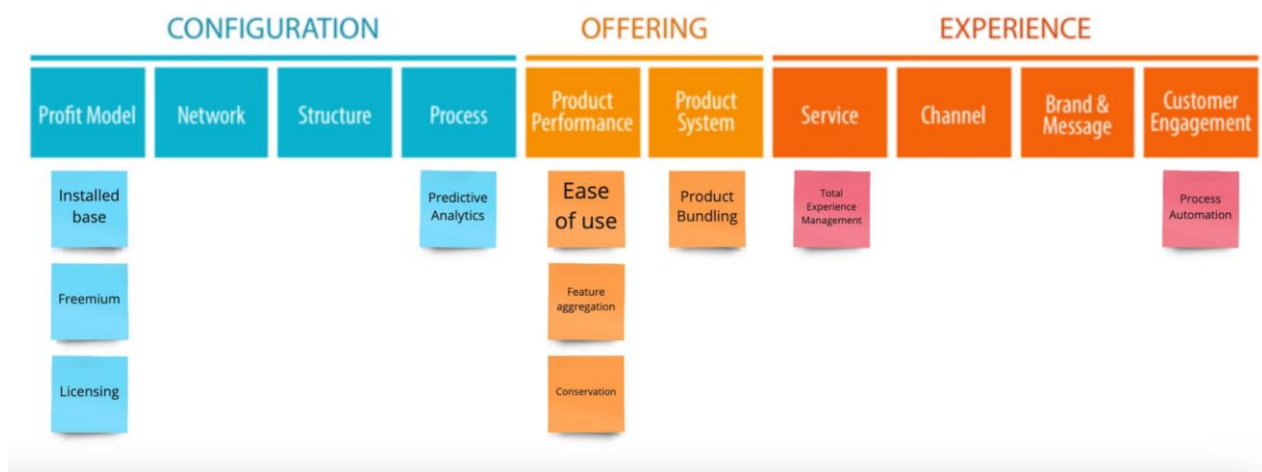 CONFIGURATION
OFFERING
EXPERIENCE
Profit Model
Network
Structure
Process
Product
Performance
Product
System
Service
Channel
Brand &
Message
Customer
Engagement
Installed
base
Predictive
Analytics
Ease
of use
Product
Bundling
Total
Experience
Management
Process
Automation
Freemium
Feature
aggregation
Licensing
Conservation